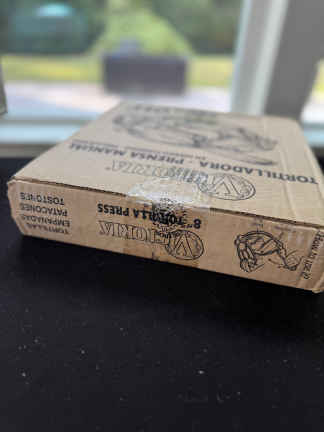 TORTILLADORA - PRENSA MANUAL
VICTORIA
8" TORTILLA PRESS
VICTORIA
TORTILLAS
EMPANADAS
PATACONES
TOSTONES